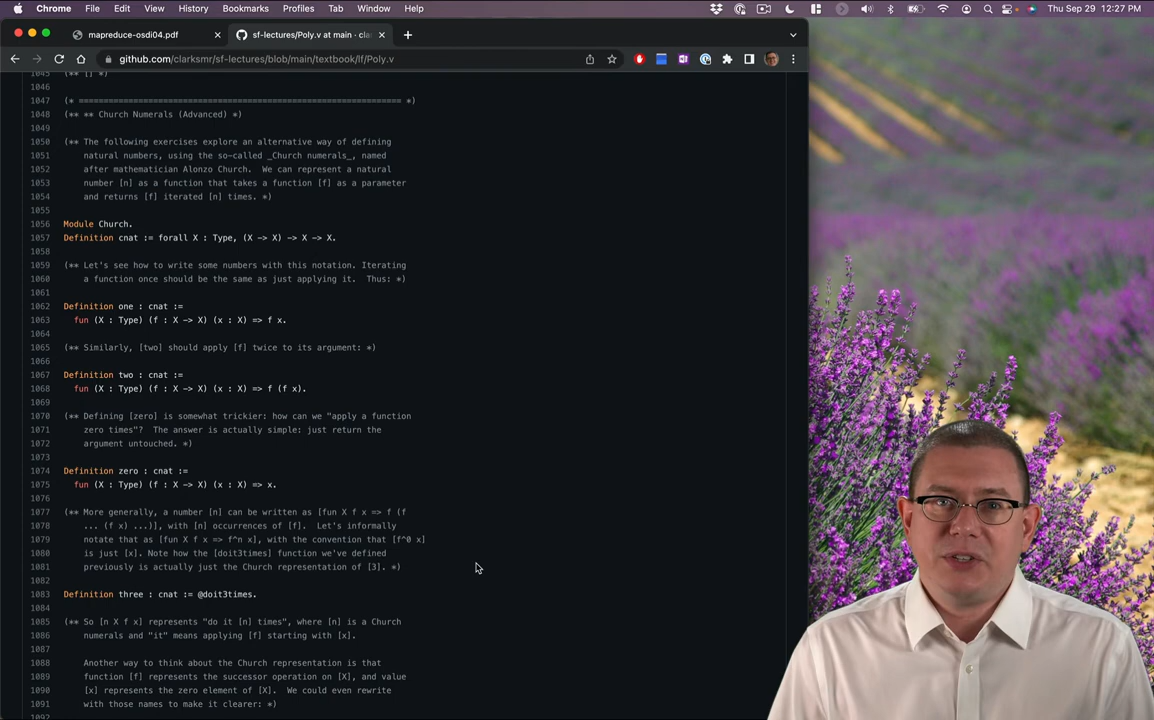 Chrome File Edit View History Bookmarks Profiles Tab Window Help Thu Sep 29 12:27 PM
mapreduce-osdi04.pdf sf-lectures/Poly.v at main · cla
github.com/clarksmr/sf-lectures/blob/main/textbook/lf/Poly.v
1045 (** [] *)
1046
1047 (* ================================================================= *)
1048 (** ** Church Numerals (Advanced) *)
1049
1050 (** The following exercises explore an alternative way of defining
1051 natural numbers, using the so-called _Church numerals_, named
1052 after mathematician Alonzo Church. We can represent a natural
1053 number [n] as a function that takes a function [f] as a parameter
1054 and returns [f] iterated [n] times. *)
1055
1056 Module Church.
1057 Definition cnat := forall X : Type, (X -> X) -> X -> X.
1058
1059 (** Let's see how to write some numbers with this notation. Iterating
1060 a function once should be the same as just applying it. Thus: *)
1061
1062 Definition one : cnat :=
1063 fun (X : Type) (f : X -> X) (x : X) => f x.
1064
1065 (** Similarly, [two] should apply [f] twice to its argument: *)
1066
1067 Definition two : cnat :=
1068 fun (X : Type) (f : X -> X) (x : X) => f (f x).
1069
1070 (** Defining [zero] is somewhat trickier: how can we "apply a function
1071 zero times"? The answer is actually simple: just return the
1072 argument untouched. *)
1073
1074 Definition zero : cnat :=
1075 fun (X : Type) (f : X -> X) (x : X) => x.
1076
1077 (** More generally, a number [n] can be written as [fun X f x => f (f
1078 ... (f x) ...)], with [n] occurrences of [f]. Let's informally
1079 notate that as [fun X f x => f^n x], with the convention that [f^0 x]
1080 is just [x]. Note how the [doit3times] function we've defined
1081 previously is actually just the Church representation of [3]. *)
1082
1083 Definition three : cnat := @doit3times.
1084
1085 (** So [n X f x] represents "do it [n] times", where [n] is a Church
1086 numerals and "it" means applying [f] starting with [x].
1087
1088 Another way to think about the Church representation is that
1089 function [f] represents the successor operation on [X], and value
1090 [x] represents the zero element of [X]. We could even rewrite
1091 with those names to make it clearer: *)
1092